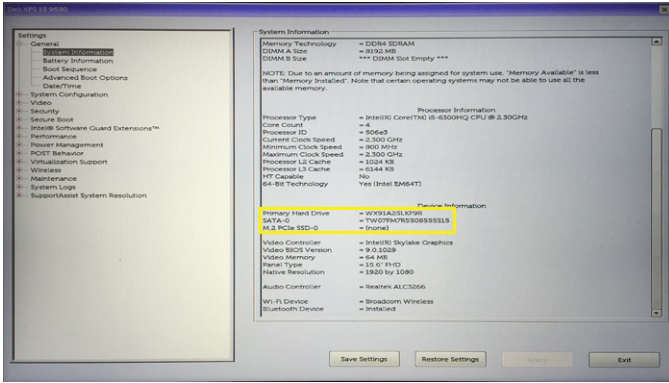 Dell XPS 15 9550
Settings
General
System Information
Battery Information
Boot Sequence
Advanced Boot Options
Date/Time
System Configuration
Video
Security
Secure Boot
Intel® Software Guard Extensions™
Performance
Power Management
POST Behavior
Virtualization Support
Wireless
Maintenance
System Logs
SupportAssist System Resolution
System Information
Memory Technology = DDR4 SDRAM
DIMM A Size = 8192 MB
DIMM B Size *** DIMM Slot Empty ***
NOTE: Due to an amount of memory being assigned for system use, "Memory Available" is less
than "Memory Installed". Note that certain operating systems may not be able to use all the
available memory.
Processor Information
Processor Type = Intel(R) Core(TM) i5-6300HQ CPU @ 2.30GHz
Core Count = 4
Processor ID = 506e3
Current Clock Speed = 2.300 GHz
Minimum Clock Speed = 800 MHz
Maximum Clock Speed = 2.300 GHz
Processor L2 Cache = 1024 KB
Processor L3 Cache = 6144 KB
HT Capable No
64-Bit Technology Yes (Intel EM64T)
Device Information
Primary Hard Drive
SATA-0
M.2 PCIe SSD-0 = (none)
Video Controller = Intel(R) Skylake Graphics
Video BIOS Version = 9.0.1029
Video Memory = 64 MB
Panel Type = 15.6" FHD
Native Resolution = 1920 by 1080
Audio Controller = Realtek ALC3266
Wi-Fi Device = Broadcom Wireless
Bluetooth Device = Installed
Save Settings
Restore Settings
Apply
Exit